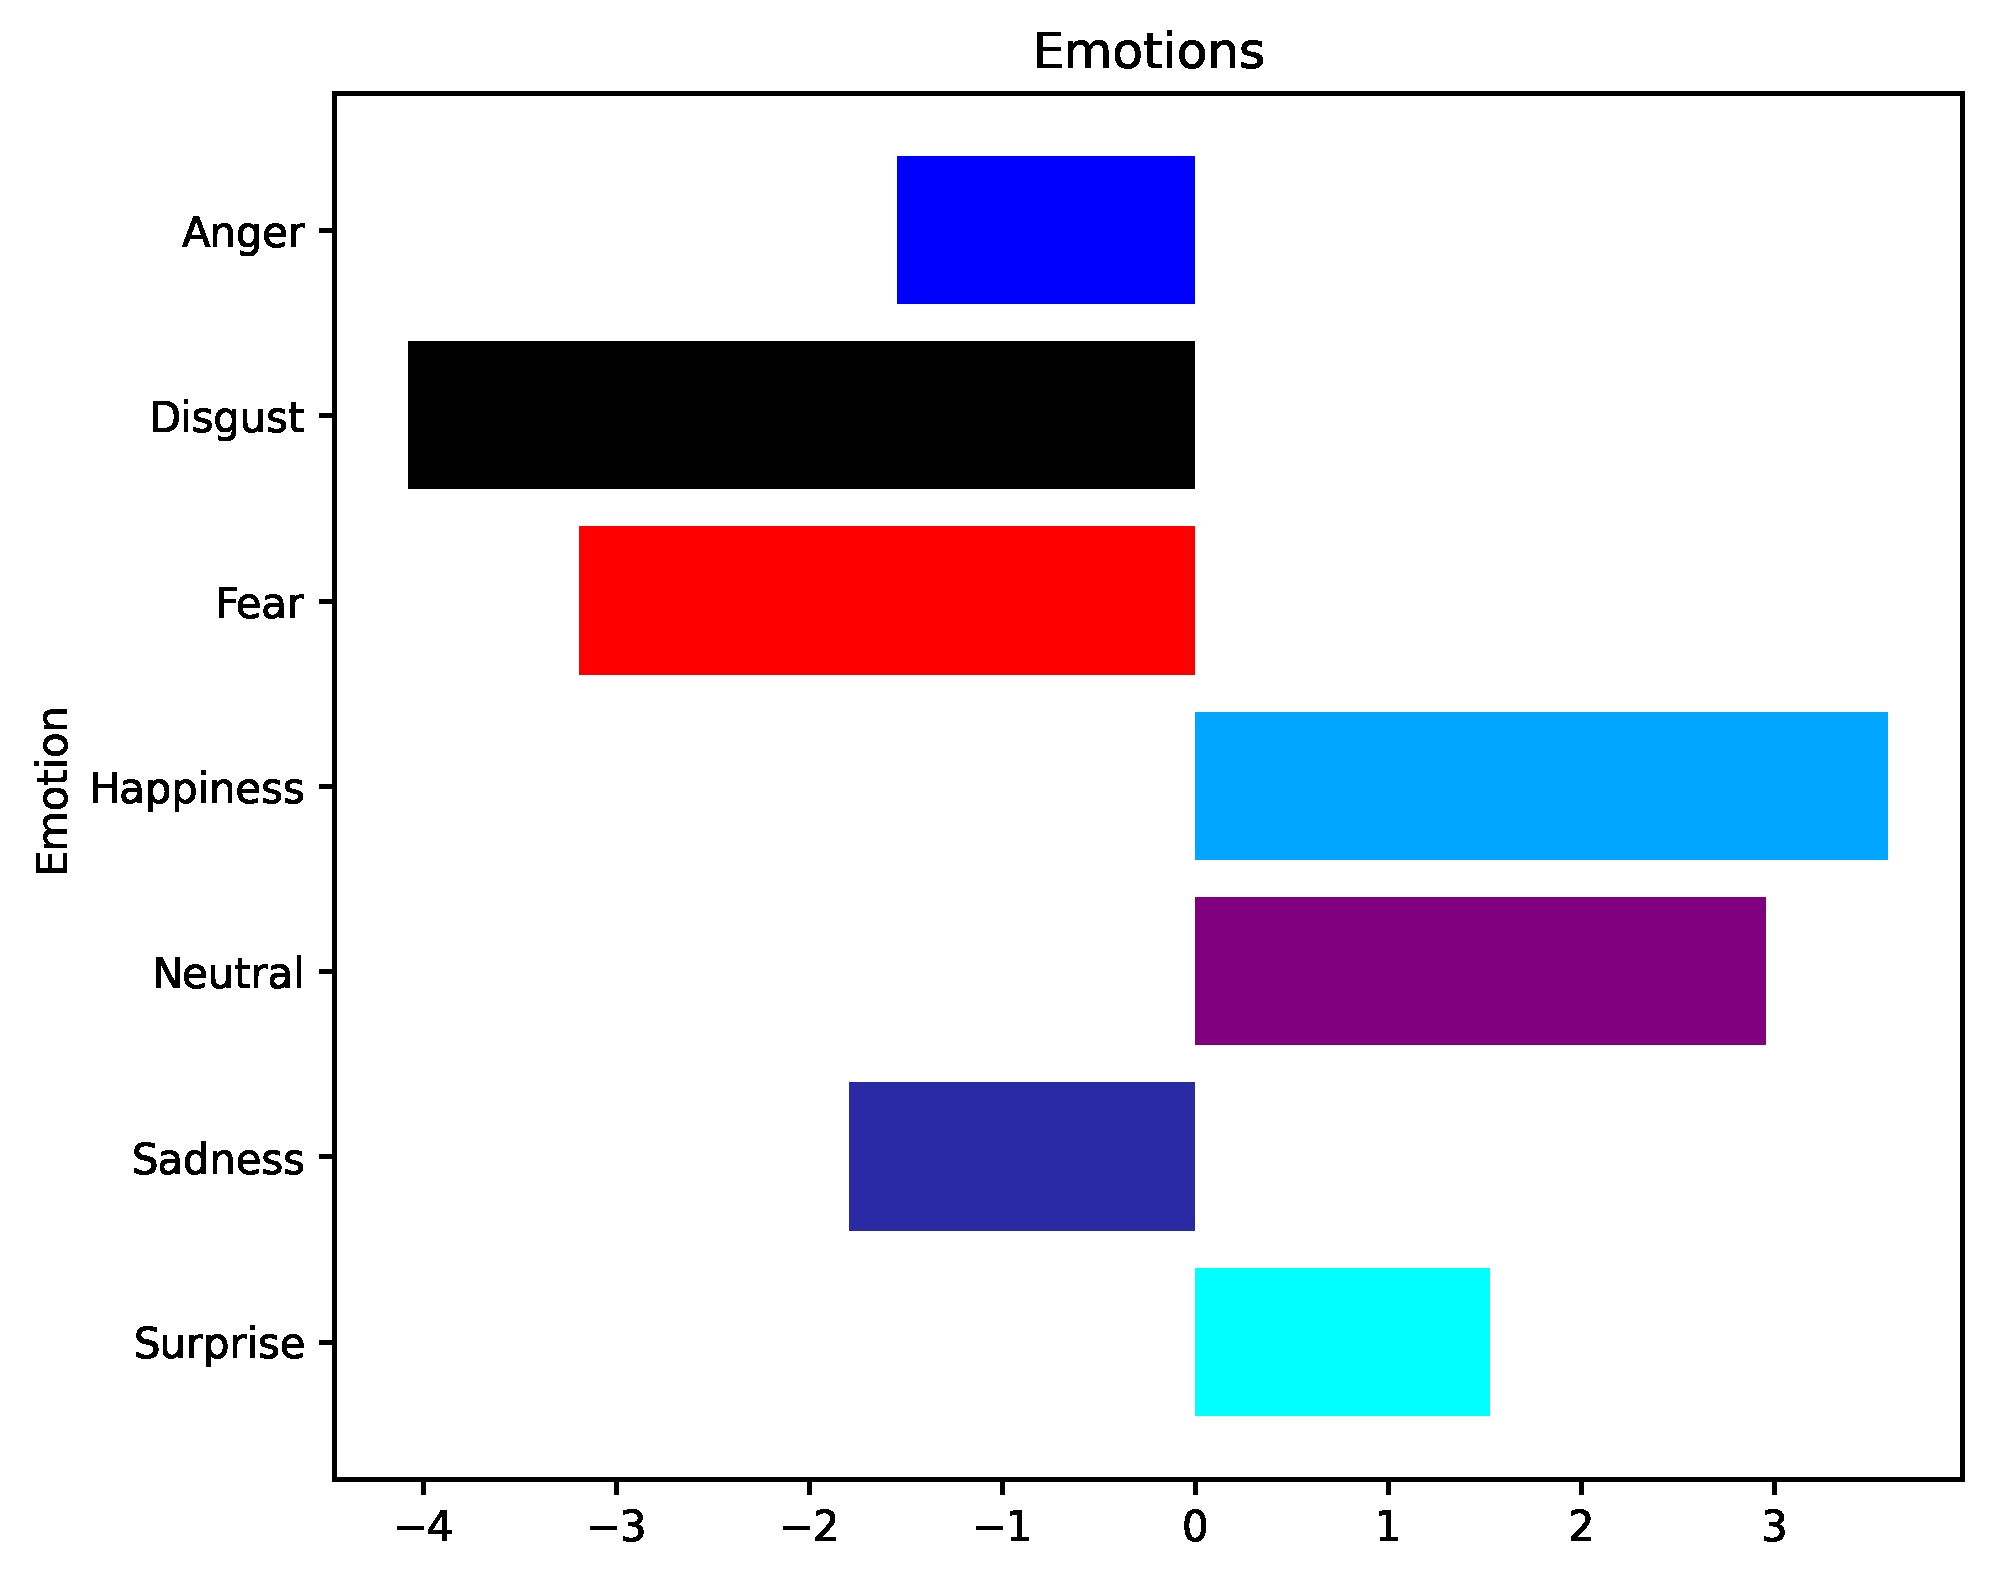 Emotions
Emotion
Anger
Disgust
Fear
Happiness
Neutral
Sadness
Surprise
−4 −3 −2 −1 0 1 2 3